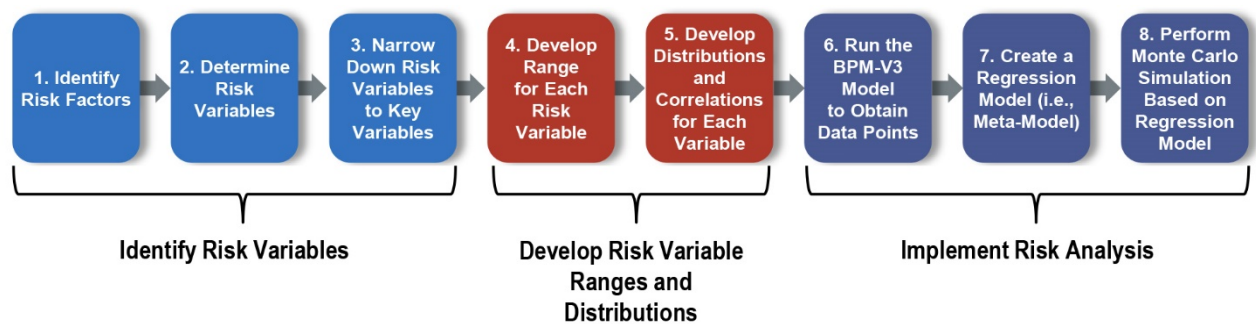 1. Identify
Risk Factors
2. Determine
Risk
Variables
3. Narrow
Down Risk
Variables
to Key
Variables
4. Develop
Range
for Each
Risk
Variable
5. Develop
Distributions
and
Correlations
for Each
Variable
6. Run the
BPM-V3
Model
to Obtain
Data Points
7. Create a
Regression
Model (i.e.,
Meta-Model)
8. Perform
Monte Carlo
Simulation
Based on
Regression
Model
Identify Risk Variables
Develop Risk Variable
Ranges and
Distributions
Implement Risk Analysis